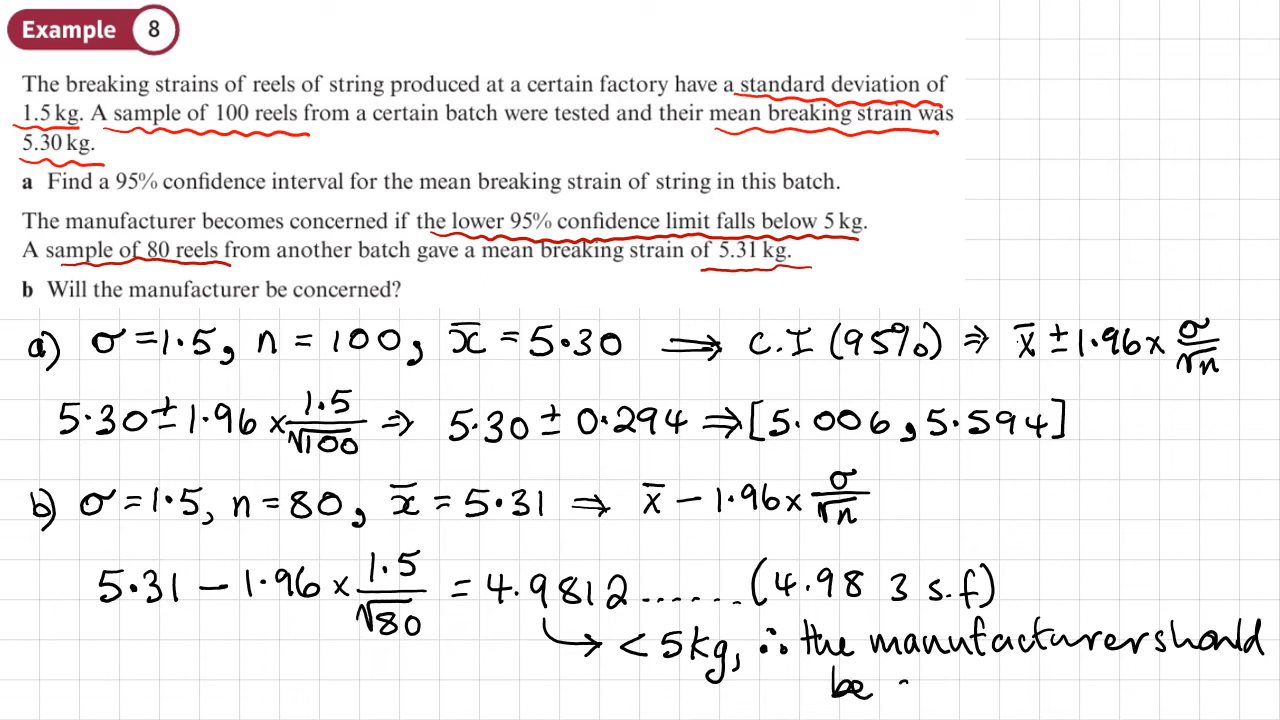 Example 8
The breaking strains of reels of string produced at a certain factory have a standard deviation of
1.5 kg. A sample of 100 reels from a certain batch were tested and their mean breaking strain was
5.30 kg.
a Find a 95% confidence interval for the mean breaking strain of string in this batch.
The manufacturer becomes concerned if the lower 95% confidence limit falls below 5 kg.
A sample of 80 reels from another batch gave a mean breaking strain of 5.31 kg.
b Will the manufacturer be concerned?
a) σ = 1.5, n = 100, x̄ = 5.30 ⟶ C.I (95%) ⇒ x̄ ± 1.96 × σ/√n
5.30 ± 1.96 × 1.5/√100 ⇒ 5.30 ± 0.294 ⇒ [5.006, 5.594]
b) σ = 1.5, n = 80, x̄ = 5.31 ⇒ x̄ − 1.96 × σ/√n
5.31 − 1.96 × 1.5/√80 = 4.9812...... (4.98 3 s.f)
→ < 5kg, ∴ the manufacturer should
be